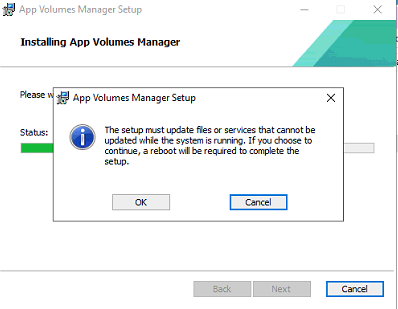 App Volumes Manager Setup
Installing App Volumes Manager
Please
App Volumes Manager Setup
Status:
The setup must update files or services that cannot be
updated while the system is running. If you choose to
continue, a reboot will be required to complete the
setup.
OK
Cancel
Back
Next
Cancel